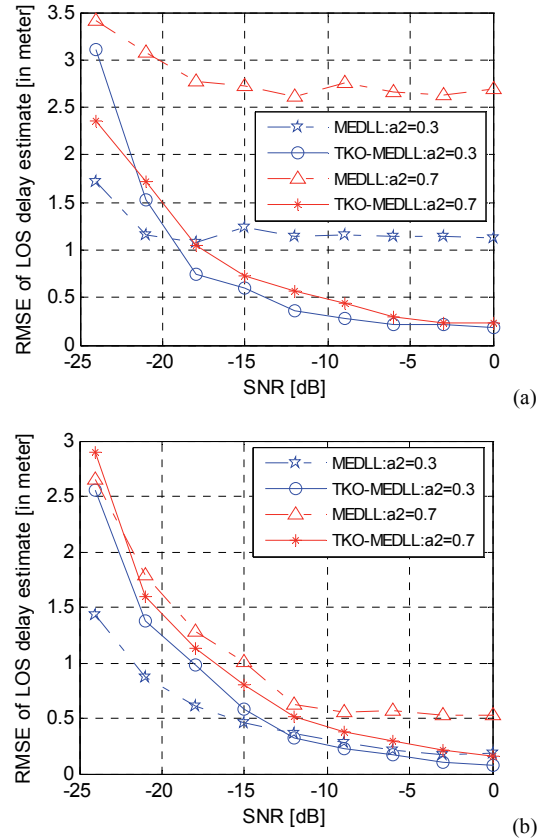 3.5
3
2.5
2
1.5
1
0.5
0
RMSE of LOS delay estimate [in meter]
MEDLL:a2=0.3
TKO-MEDLL:a2=0.3
MEDLL:a2=0.7
TKO-MEDLL:a2=0.7
-25 -20 -15 -10 -5 0
SNR [dB]
(a)
3
2.5
2
1.5
1
0.5
0
RMSE of LOS delay estimate [in meter]
MEDLL:a2=0.3
TKO-MEDLL:a2=0.3
MEDLL:a2=0.7
TKO-MEDLL:a2=0.7
-25 -20 -15 -10 -5 0
SNR [dB]
(b)